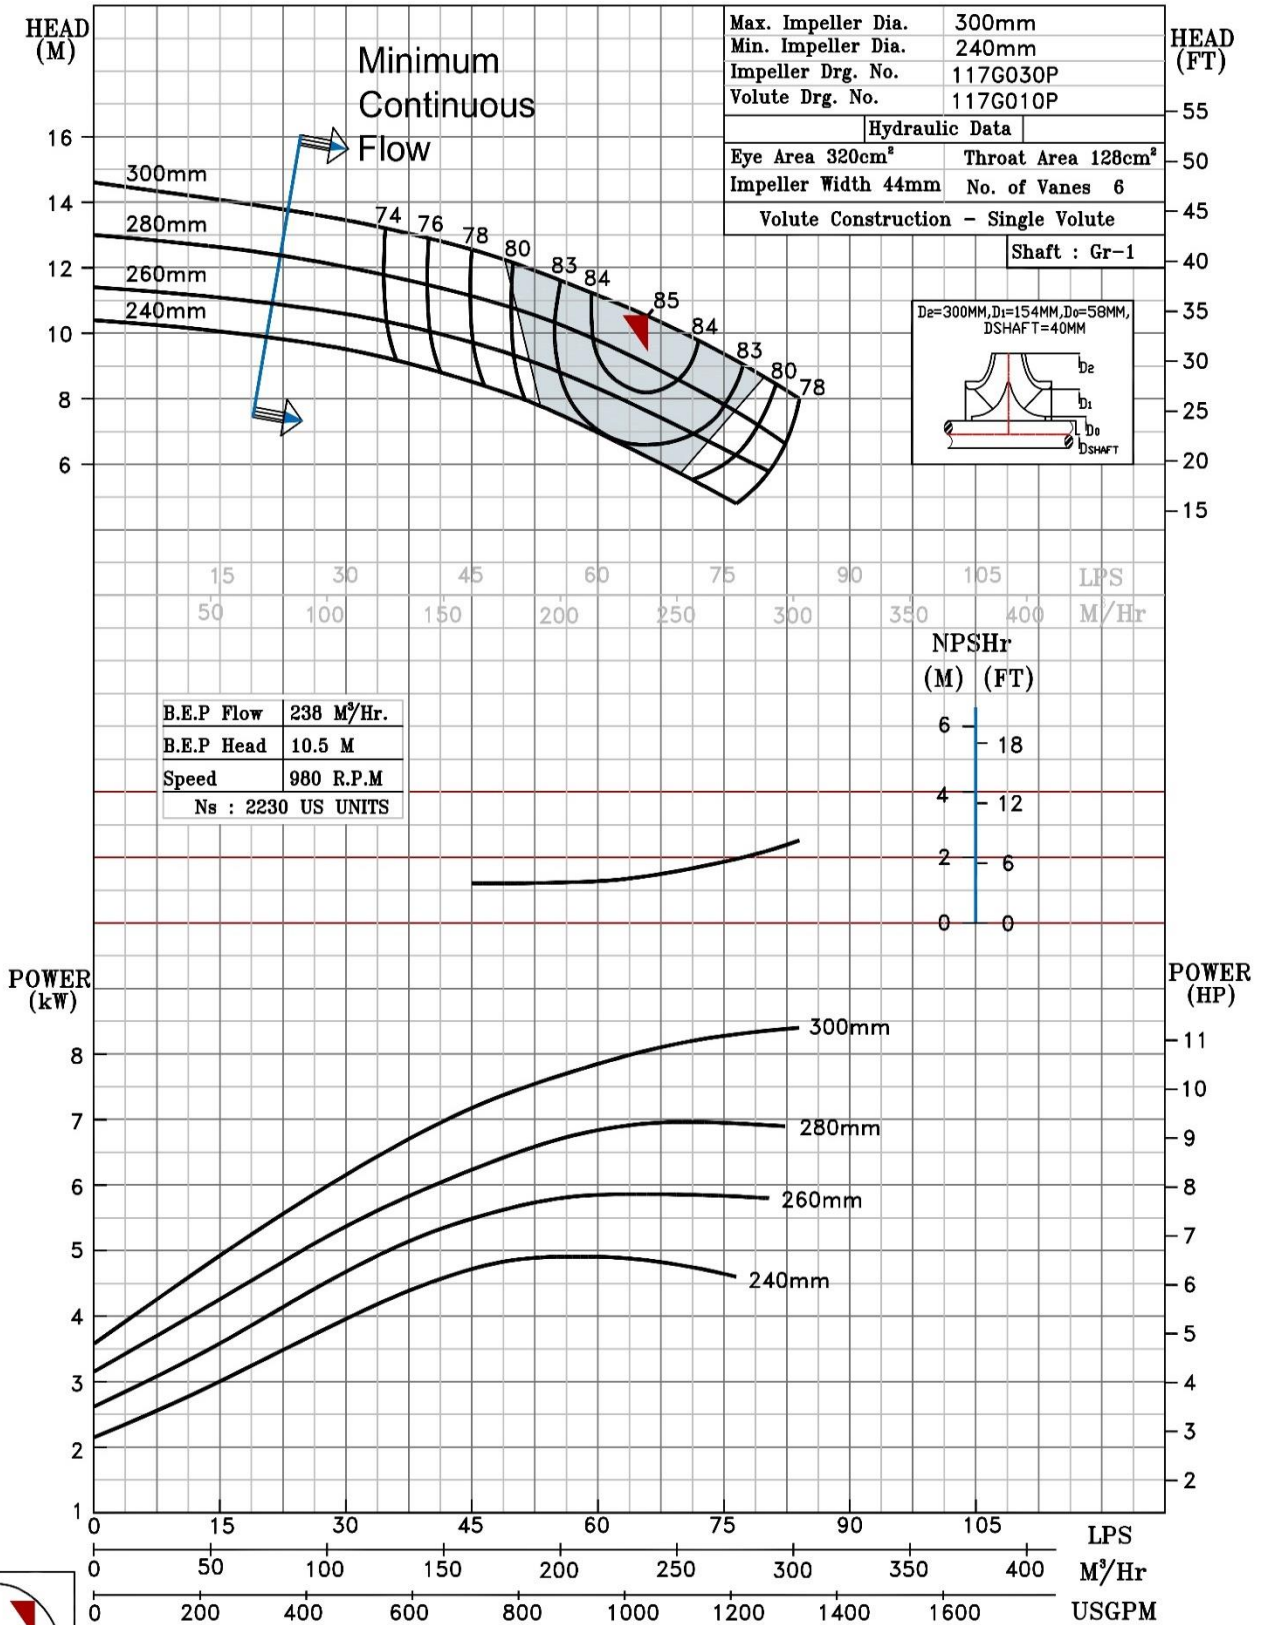 HEAD
(M)
Minimum
Continuous
Flow
Max. Impeller Dia. 300mm
Min. Impeller Dia. 240mm
Impeller Drg. No. 117G030P
Volute Drg. No. 117G010P
Hydraulic Data
Eye Area 320cm² Throat Area 128cm²
Impeller Width 44mm No. of Vanes 6
Volute Construction - Single Volute
Shaft : Gr-1
HEAD
(FT)
55
50
45
40
35
30
25
20
15
16
14
12
10
8
6
300mm
280mm
260mm
240mm
74 76 78 80 83 84 85 84 83 80 78
D2=300MM,D1=154MM,D0=58MM,
DSHAFT=40MM
D2
D1
D0
DSHAFT
15 30 45 60 75 90 105 LPS
50 100 150 200 250 300 350 400 M³/Hr
NPSHr
(M) (FT)
6
18
4
12
2
6
0 0
B.E.P Flow 238 M³/Hr.
B.E.P Head 10.5 M
Speed 980 R.P.M
Ns : 2230 US UNITS
POWER
(kW)
POWER
(HP)
8
7
6
5
4
3
2
1
300mm
280mm
260mm
240mm
11
10
9
8
7
6
5
4
3
2
0 15 30 45 60 75 90 105 LPS
0 50 100 150 200 250 300 350 400 M³/Hr
0 200 400 600 800 1000 1200 1400 1600 USGPM